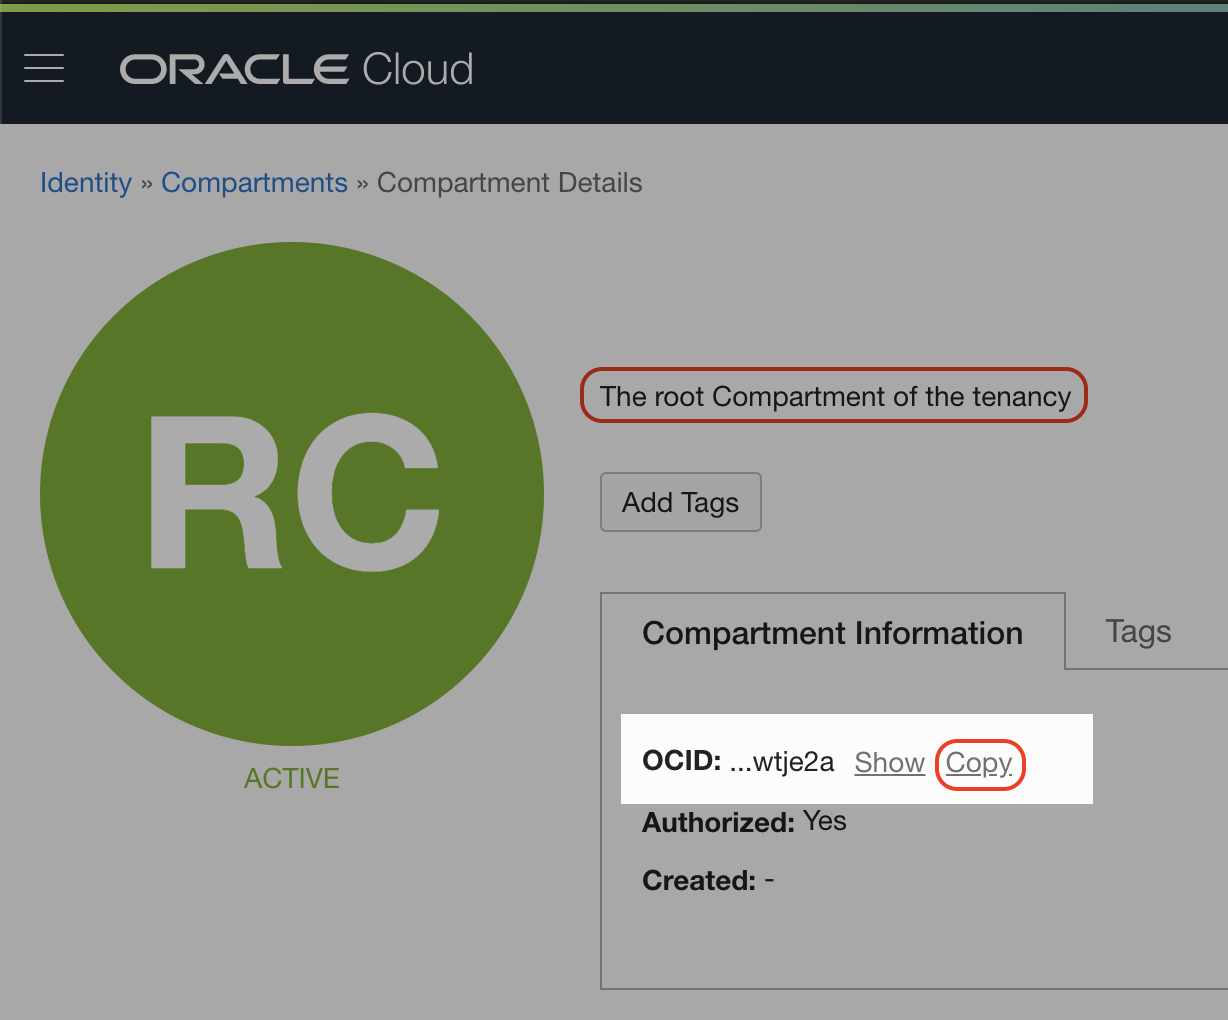 ORACLE Cloud
Identity » Compartments » Compartment Details
RC
ACTIVE
The root Compartment of the tenancy
Add Tags
Compartment Information
Tags
OCID: ...wtje2a Show Copy
Authorized: Yes
Created: -